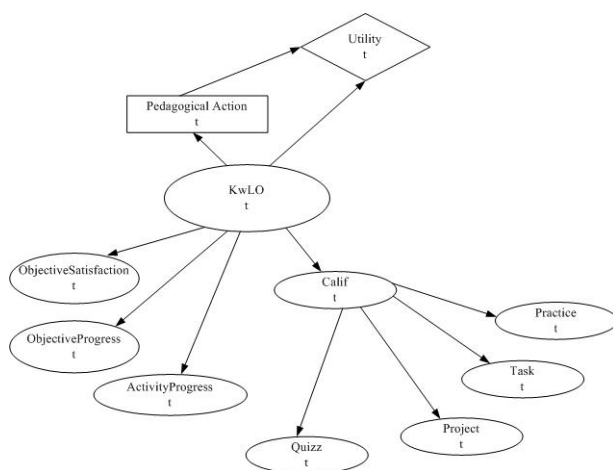 Utility
t
Pedagogical Action
t
KwLO
t
ObjectiveSatisfaction
t
Calif
t
Practice
t
ObjectiveProgress
t
Task
t
ActivityProgress
t
Project
t
Quizz
t